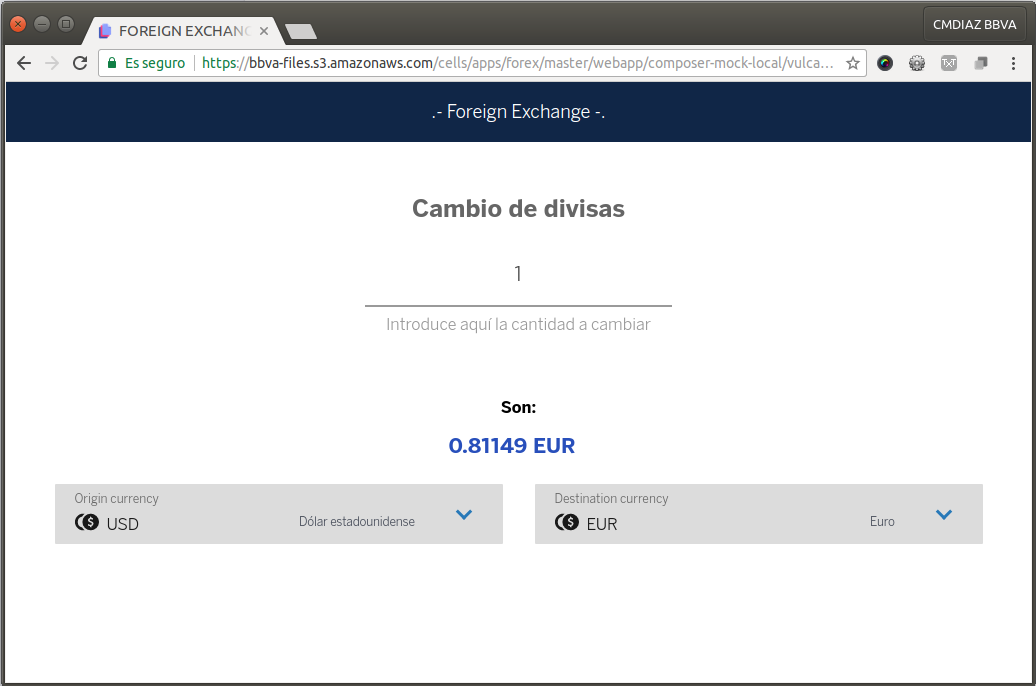 FOREIGN EXCHANG
CMDIAZ BBVA
Es seguro https://bbva-files.s3.amazonaws.com/cells/apps/forex/master/webapp/composer-mock-local/vulca...
TxT
.- Foreign Exchange -.
Cambio de divisas
1
Introduce aquí la cantidad a cambiar
Son:
0.81149 EUR
Origin currency
$ USD Dólar estadounidense
Destination currency
$ EUR Euro